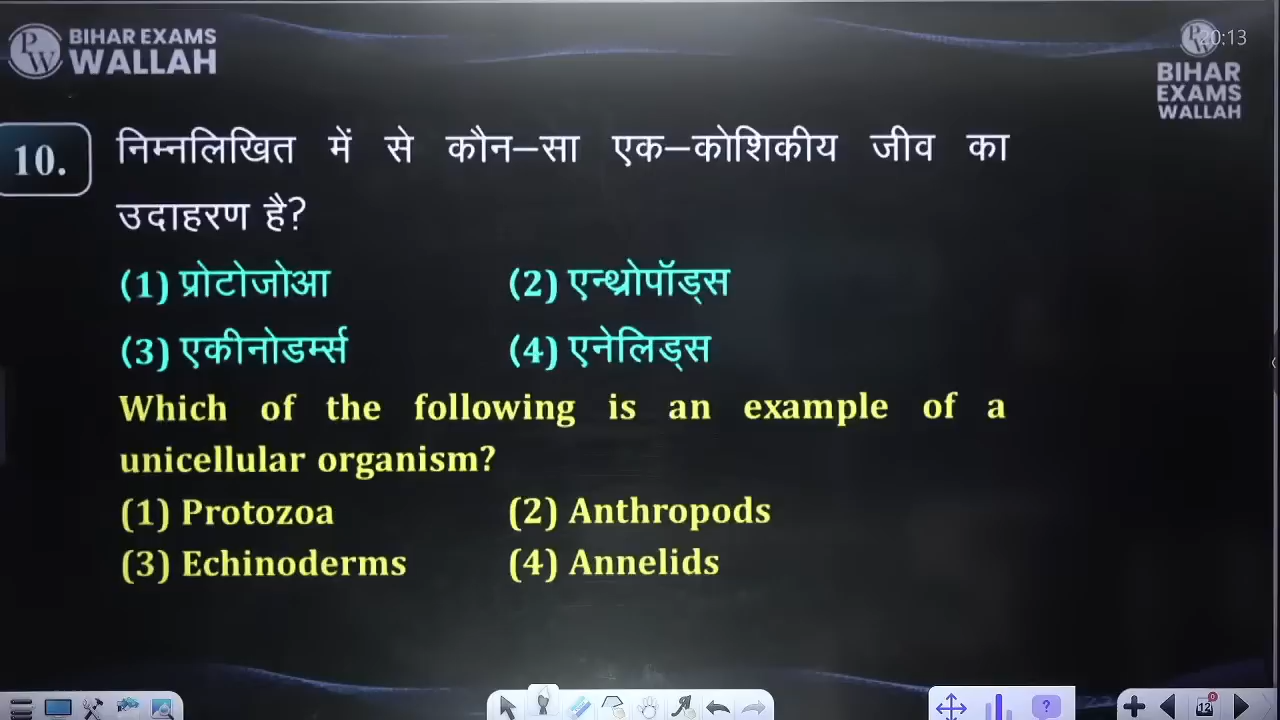 BIHAR EXAMS
WALLAH
20:13
BIHAR
EXAMS
WALLAH
10.
निम्नलिखित में से कौन–सा एक–कोशिकीय जीव का
उदाहरण है?
(1) प्रोटोजोआ (2) एन्थ्रोपॉड्स
(3) एकीनोडर्म्स (4) एनेलिड्स
Which of the following is an example of a
unicellular organism?
(1) Protozoa (2) Anthropods
(3) Echinoderms (4) Annelids
12